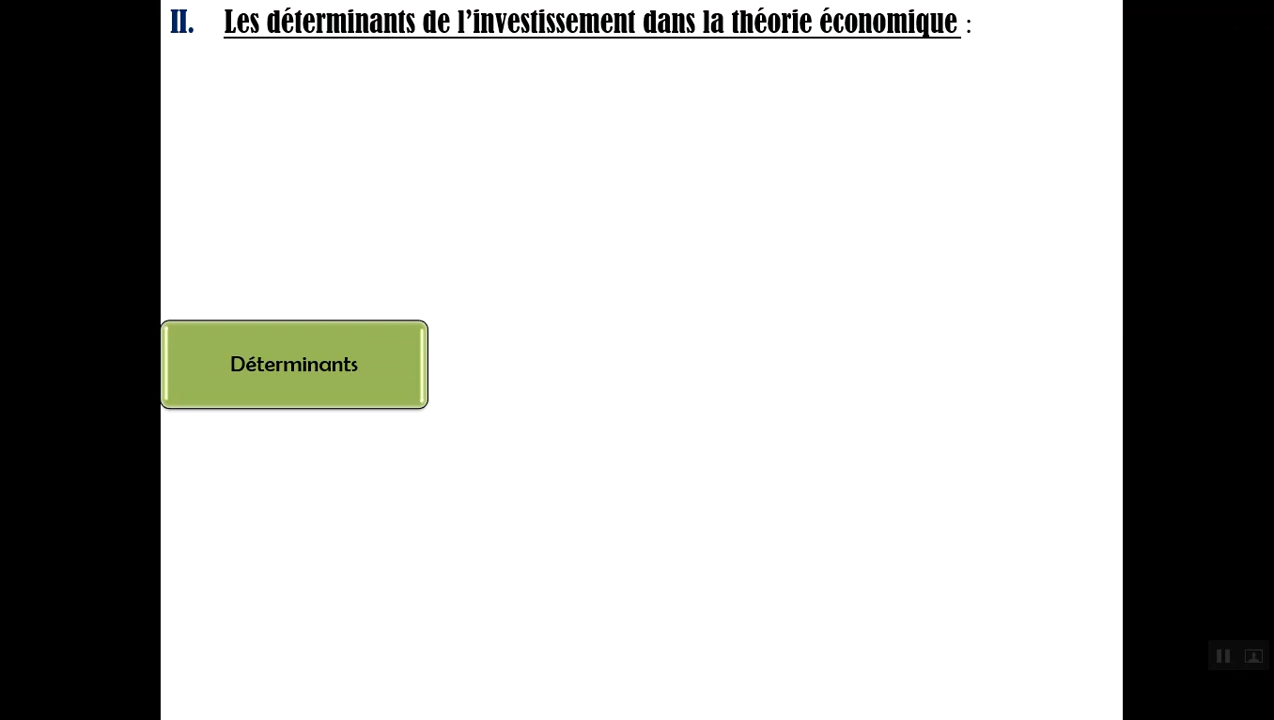 II. Les déterminants de l’investissement dans la théorie économique :
Déterminants